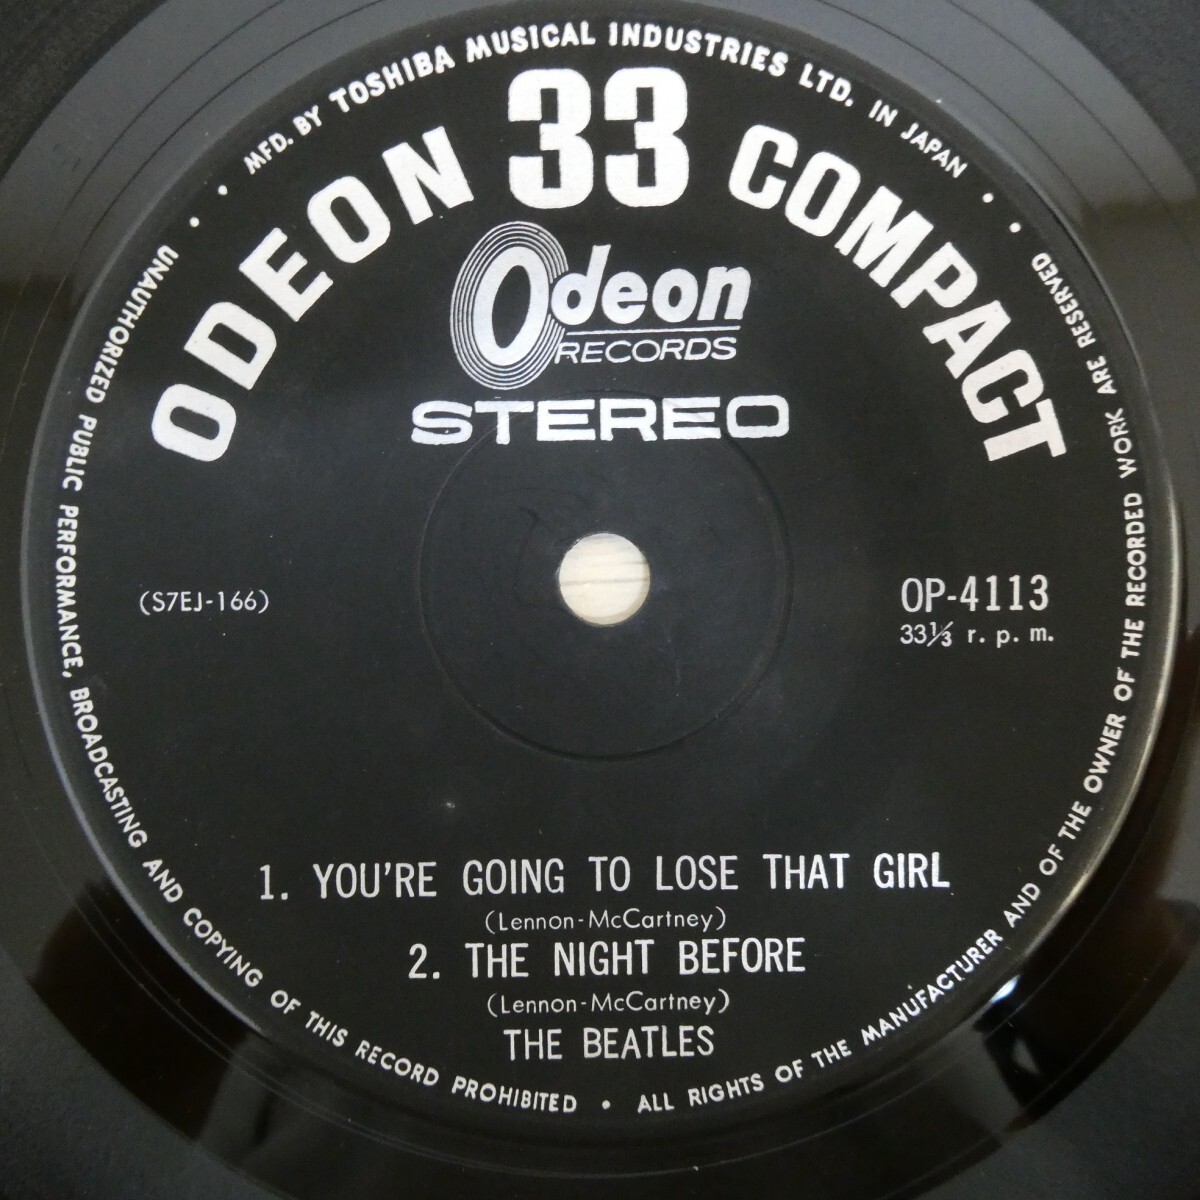 MFD. BY TOSHIBA MUSICAL INDUSTRIES LTD. IN JAPAN
ODEON 33 COMPACT
Odeon
RECORDS
STEREO
(S7EJ-166)
OP-4113
33⅓ r. p. m.
1. YOU'RE GOING TO LOSE THAT GIRL
(Lennon-McCartney)
2. THE NIGHT BEFORE
(Lennon-McCartney)
THE BEATLES
• UNAUTHORIZED PUBLIC PERFORMANCE, BROADCASTING AND COPYING OF THIS RECORD PROHIBITED • ALL RIGHTS OF THE MANUFACTURER AND OF THE OWNER OF THE RECORDED WORK ARE RESERVED •